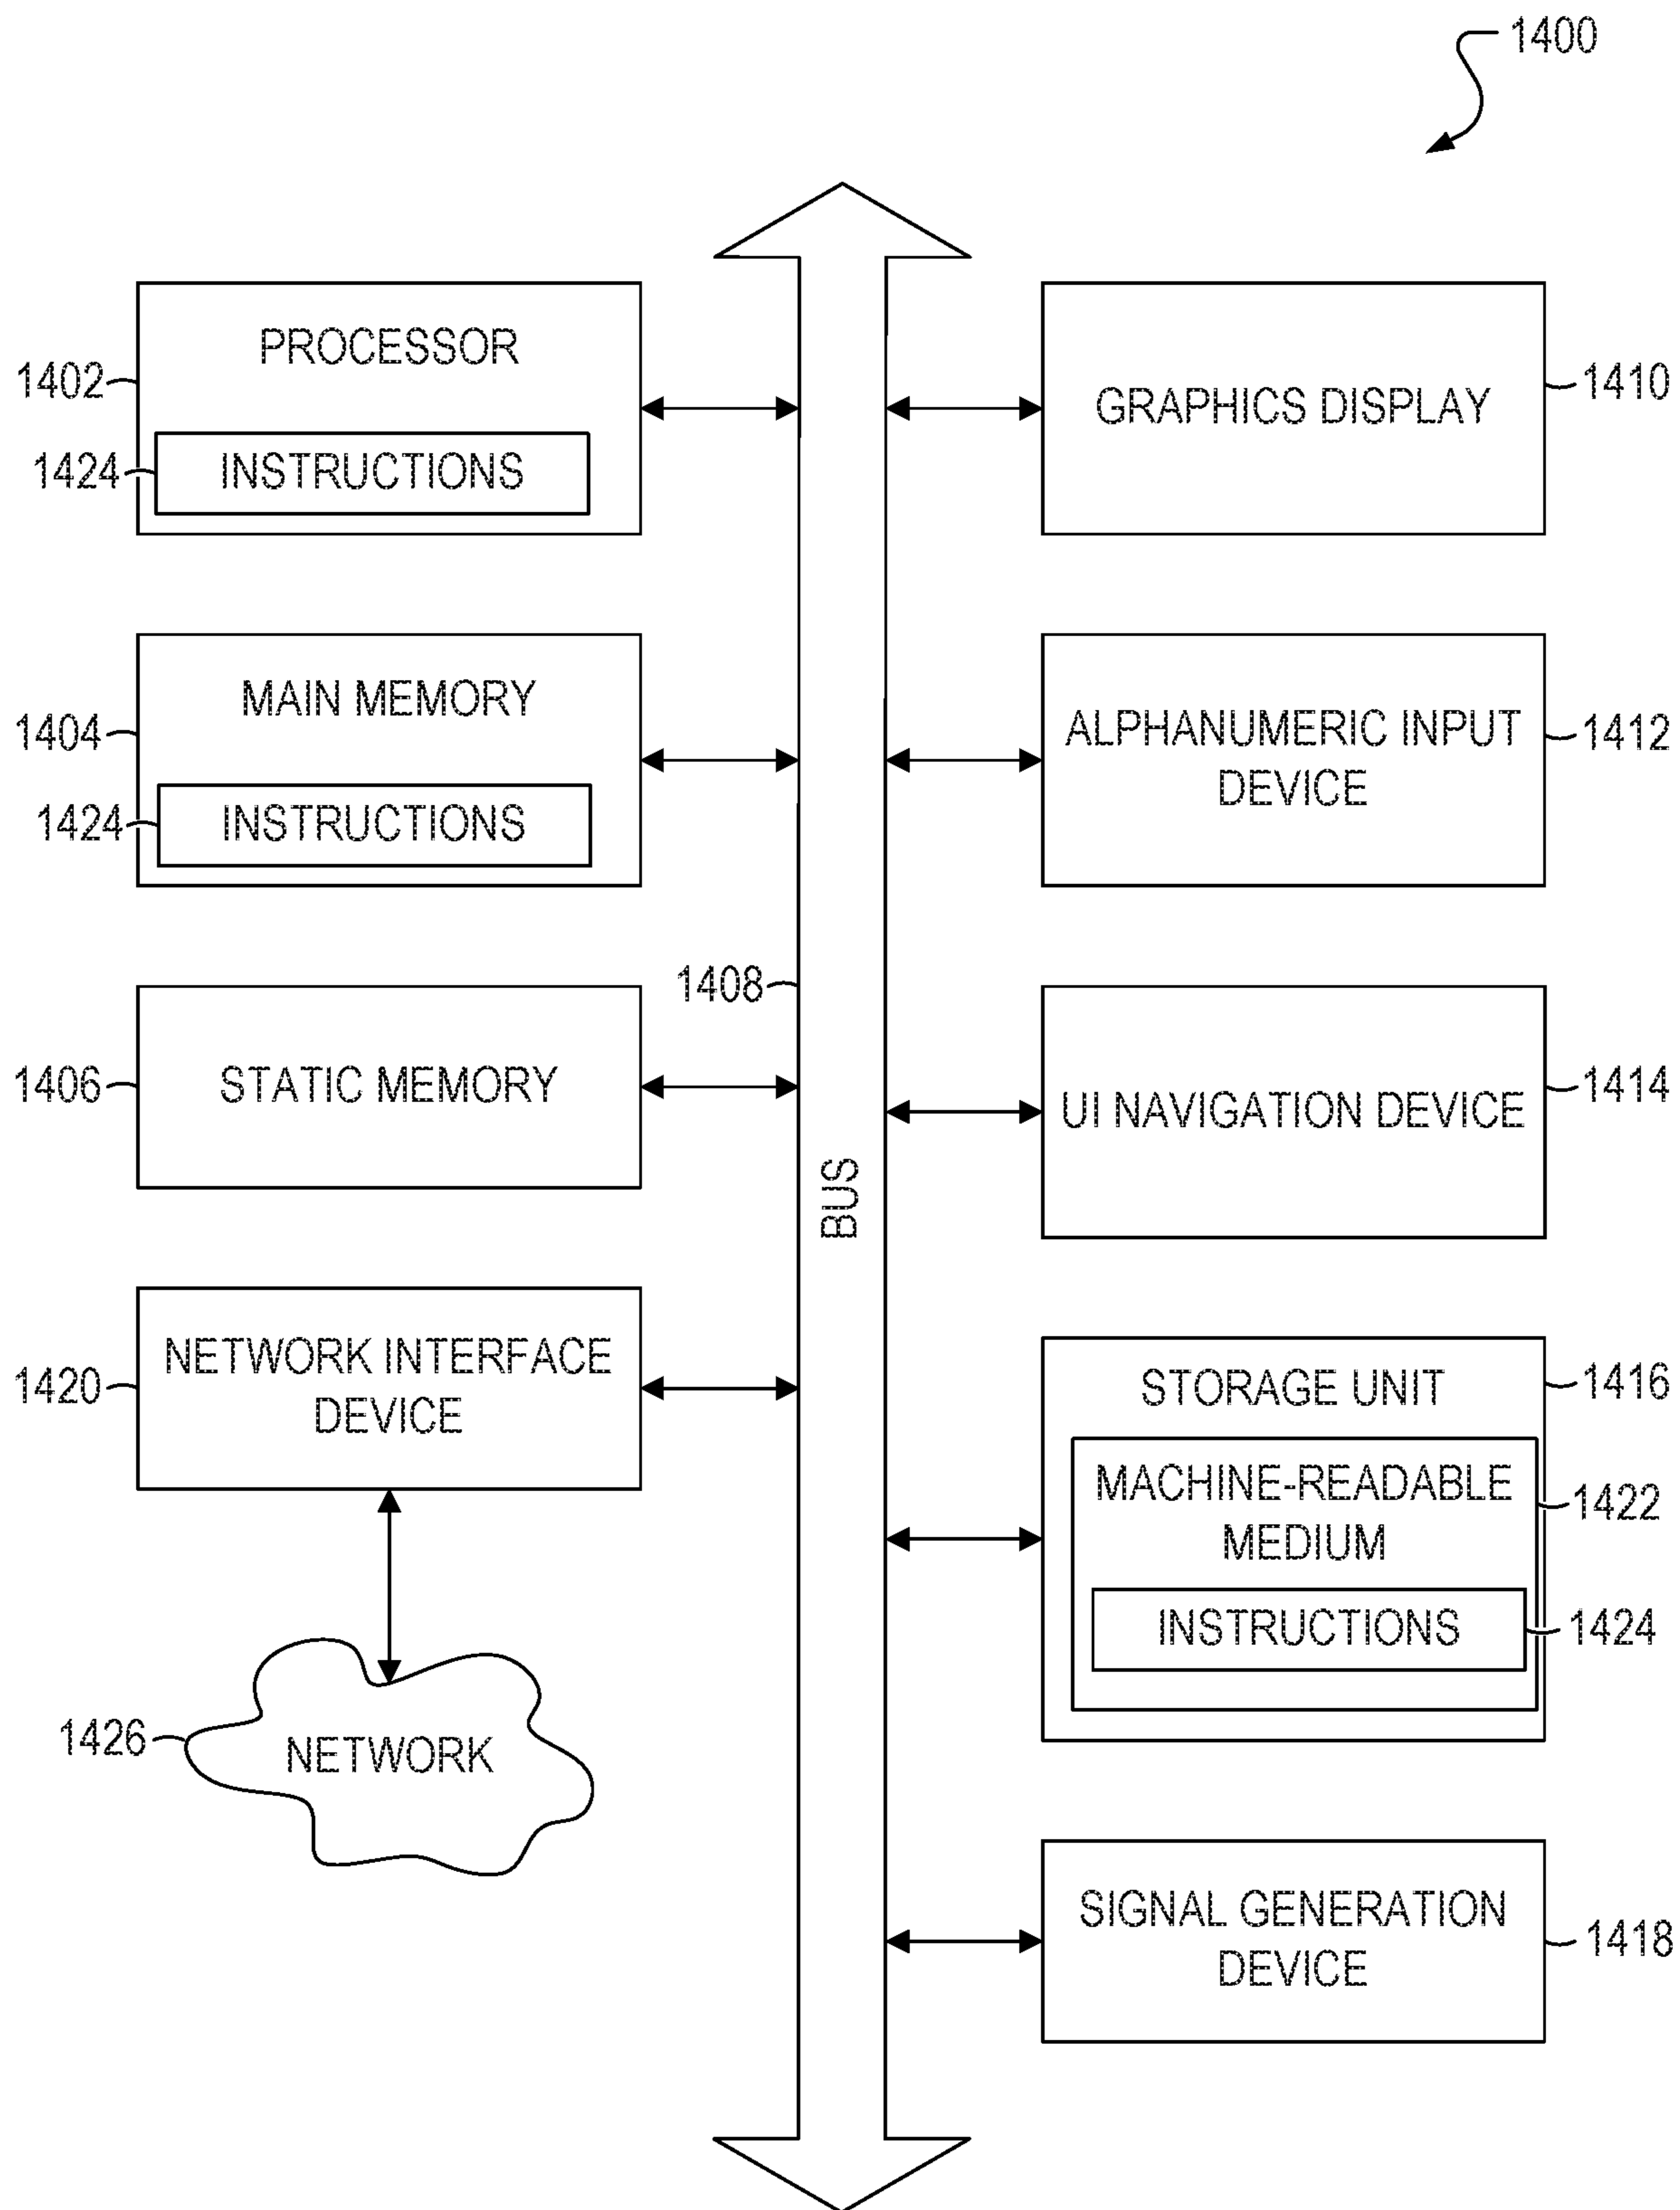 1400
PROCESSOR
1402
1424
INSTRUCTIONS
MAIN MEMORY
1404
1424
INSTRUCTIONS
1408
STATIC MEMORY
1406
NETWORK INTERFACE
DEVICE
1420
NETWORK
1426
BUS
GRAPHICS DISPLAY
1410
ALPHANUMERIC INPUT
DEVICE
1412
UI NAVIGATION DEVICE
1414
STORAGE UNIT
1416
MACHINE-READABLE
MEDIUM
1422
INSTRUCTIONS
1424
SIGNAL GENERATION
DEVICE
1418